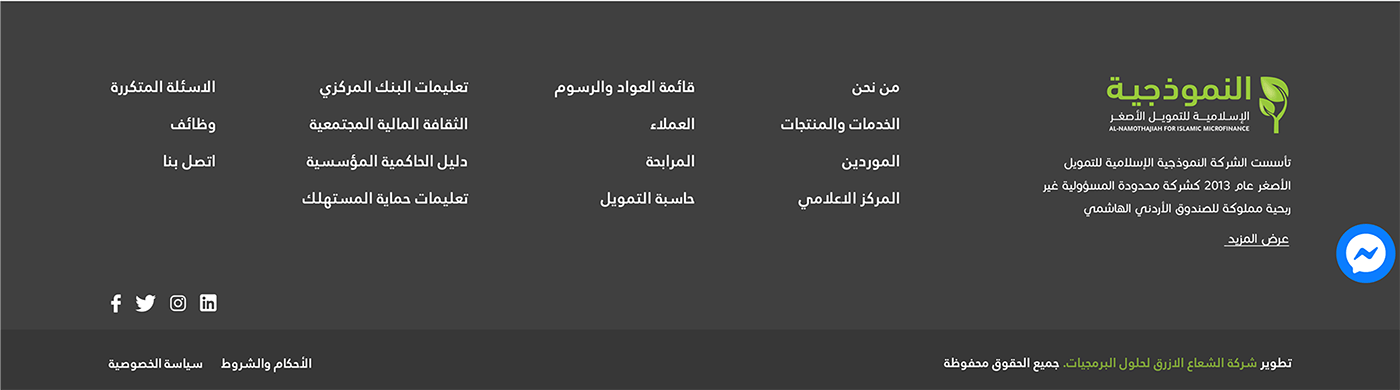 النموذجية
الإسلامية للتمويل الأصغر
AL-NAMOTHAJIAH FOR ISLAMIC MICROFINANCE
تأسست الشركة النموذجية الإسلامية للتمويل
الأصغر عام 2013 كشركة محدودة المسؤولية غير
ربحية مملوكة للصندوق الأردني الهاشمي
عرض المزيد
من نحن
الخدمات والمنتجات
الموردين
المركز الاعلامي
قائمة العواد والرسوم
العملاء
المرابحة
حاسبة التمويل
تعليمات البنك المركزي
الثقافة المالية المجتمعية
دليل الحاكمية المؤسسية
تعليمات حماية المستهلك
الاسئلة المتكررة
وظائف
اتصل بنا
تطوير شركة الشعاع الازرق لحلول البرمجيات. جميع الحقوق محفوظة
الأحكام والشروط
سياسة الخصوصية